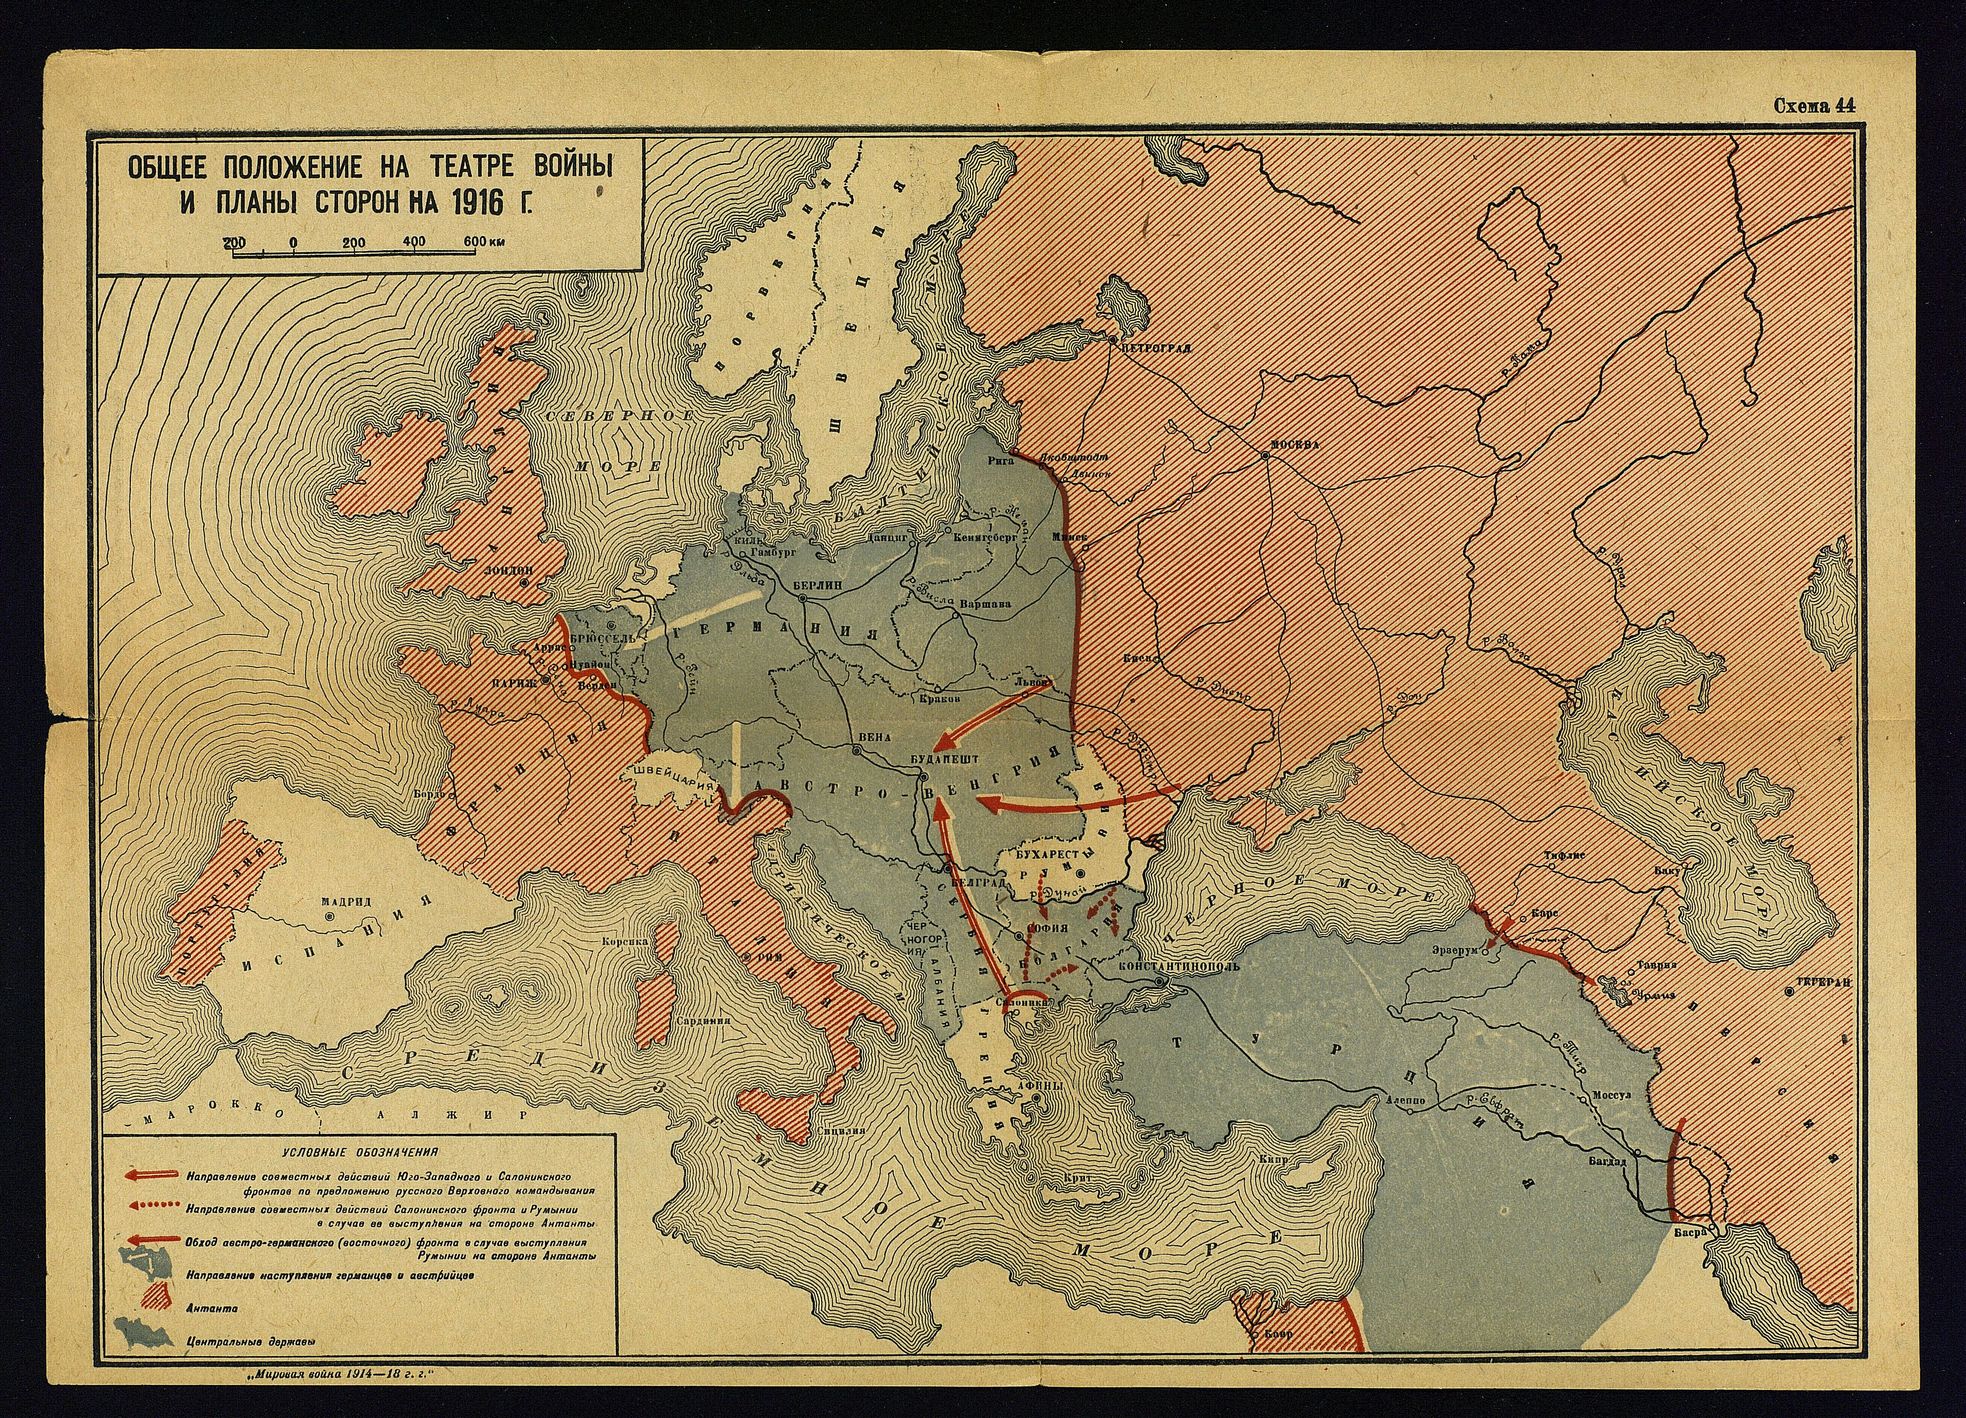 Схема 44
ОБЩЕЕ ПОЛОЖЕНИЕ НА ТЕАТРЕ ВОЙНЫ
И ПЛАНЫ СТОРОН НА 1916 Г.
200 0 200 400 600 км
НОРВЕГИЯ
ШВЕЦИЯ
БАЛТИЙСКОЕ МОРЕ
СЕВЕРНОЕ
МОРЕ
АНГЛИЯ
ЛОНДОН
ПЕТРОГРАД
р. Кама
МОСКВА
Рига
Якобштадт
Двинск
Минск
р. Неман
КИЛЬ
Гамбург
Данциг
Кенигсберг
р. Эльба
БЕРЛИН
р. Висла
Варшава
ГЕРМАНИЯ
р. Рейн
БРЮССЕЛЬ
Аррас
Нуайон
р. Сена
ПАРИЖ
Верден
р. Луара
ФРАНЦИЯ
Бордо
ШВЕЙЦАРИЯ
Краков
Львов
Киев
р. Днепр
р. Днестр
р. Дон
р. Волга
р. Урал
ВЕНА
БУДАПЕШТ
АВСТРО-ВЕНГРИЯ
КАСПИЙСКОЕ МОРЕ
БУХАРЕСТ
РУМЫНИЯ
р. Дунай
БЕЛГРАД
СЕРБИЯ
ЧЕР
НОГОР
ИЯ
АЛБАНИЯ
СОФИЯ
БОЛГАРИЯ
ЧЕРНОЕ МОРЕ
Тифлис
Баку
Карс
Эрзерум
Таврия
оз.
Урмия
ТЕГЕРАН
ПЕРСИЯ
КОНСТАНТИНОПОЛЬ
Салоники
ГРЕЦИЯ
АФИНЫ
ТУРЦИЯ
Алеппо
р. Евфрат
р. Тигр
Моссул
Багдад
Басра
МАДРИД
ИСПАНИЯ
ПОРТУГАЛИЯ
ИТАЛИЯ
РИМ
АДРИАТИЧЕСКОЕ М.
Корсика
Сардиния
Сицилия
Крит
Кипр
Каир
СРЕДИЗЕМНОЕ МОРЕ
МАРОККО
АЛЖИР
УСЛОВНЫЕ ОБОЗНАЧЕНИЯ
Направление совместных действий Юго-Западного и Салоникского
фронтов по предложению русского Верховного командывания
Направление совместных действий Салоникского фронта и Румынии
в случае ее выступления на стороне Антанты
Обход австро-германского (восточного) фронта в случае выступления
Румынии на стороне Антанты
Направление наступления германцев и австрийцев
Антанта
Центральные державы
„Мировая война 1914—18 г. г.“